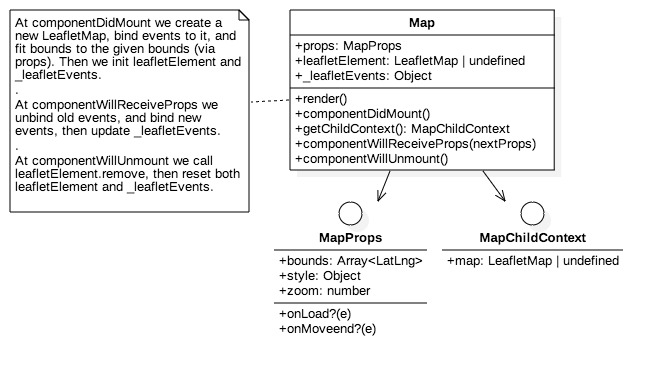 At componentDidMount we create a
new LeafletMap, bind events to it, and
fit bounds to the given bounds (via
props). Then we init leafletElement and
_leafletEvents.
.
At componentWillReceiveProps we
unbind old events, and bind new
events, then update _leafletEvents.
.
At componentWillUnmount we call
leafletElement.remove, then reset both
leafletElement and _leafletEvents.
Map
+props: MapProps
+leafletElement: LeafletMap | undefined
+_leafletEvents: Object
+render()
+componentDidMount()
+getChildContext(): MapChildContext
+componentWillReceiveProps(nextProps)
+componentWillUnmount()
MapProps
+bounds: Array<LatLng>
+style: Object
+zoom: number
+onLoad?(e)
+onMoveend?(e)
MapChildContext
+map: LeafletMap | undefined